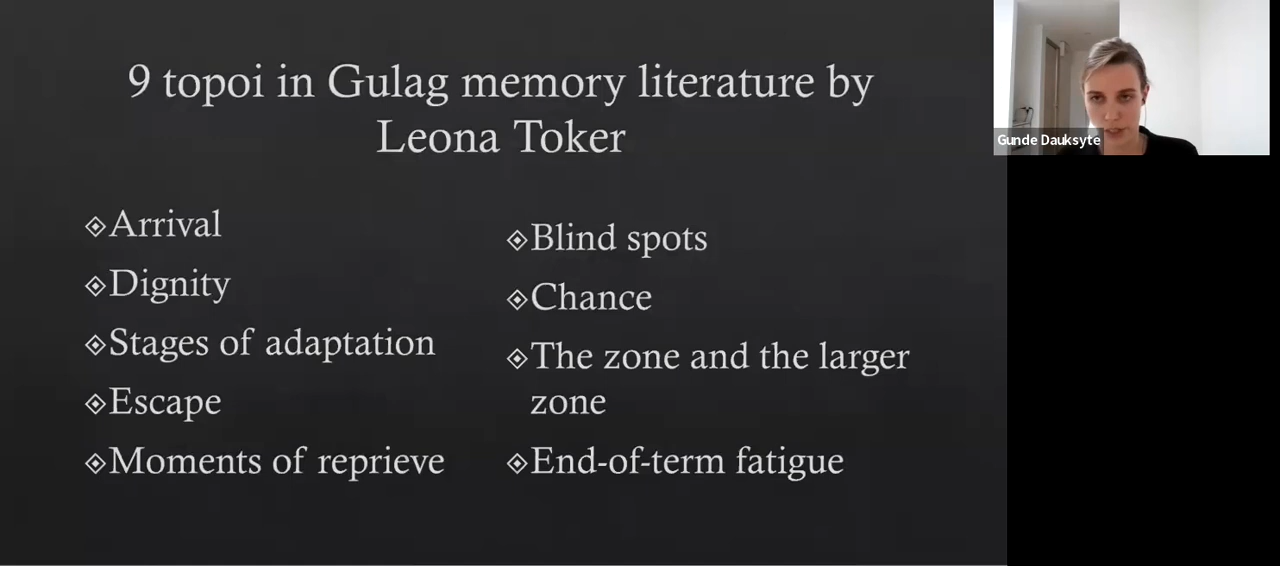 9 topoi in Gulag memory literature by
Leona Toker
Arrival
Dignity
Stages of adaptation
Escape
Moments of reprieve
Blind spots
Chance
The zone and the larger
zone
End-of-term fatigue
Gunde Dauksyte